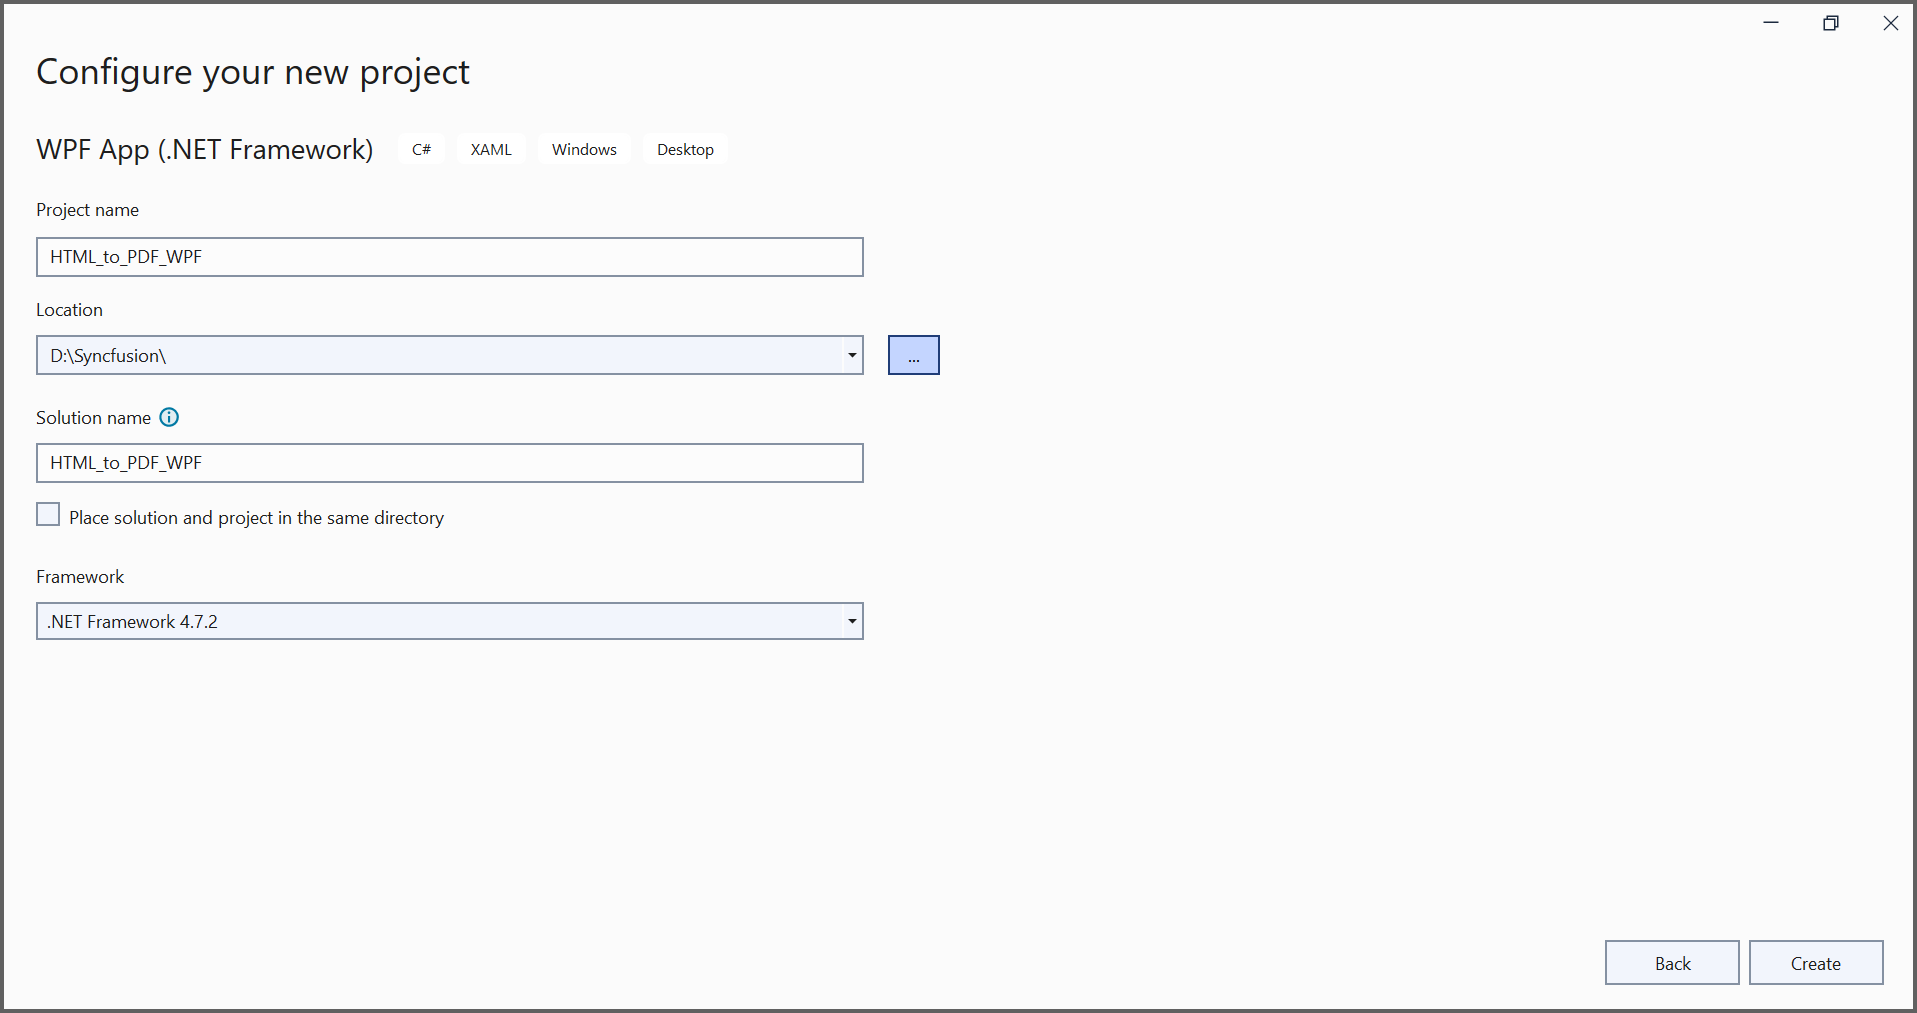 Configure your new project
WPF App (.NET Framework) C# XAML Windows Desktop
Project name
HTML_to_PDF_WPF
Location
D:\Syncfusion\
...
Solution name
HTML_to_PDF_WPF
Place solution and project in the same directory
Framework
.NET Framework 4.7.2
Back Create